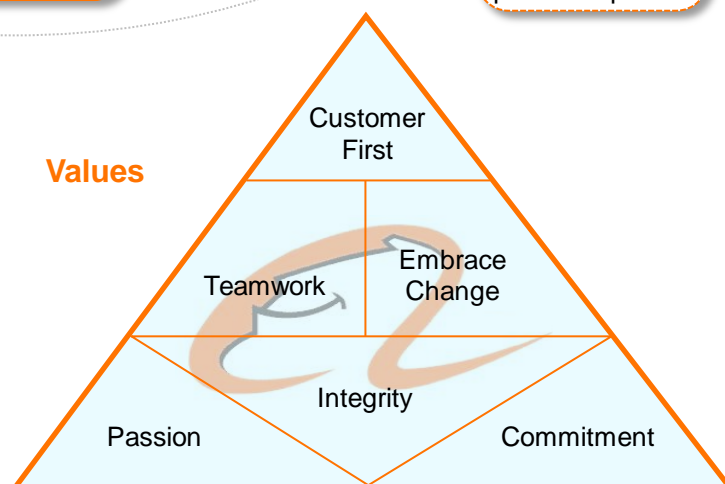 Customer
First
Values
Teamwork
Embrace
Change
Integrity
Passion
Commitment